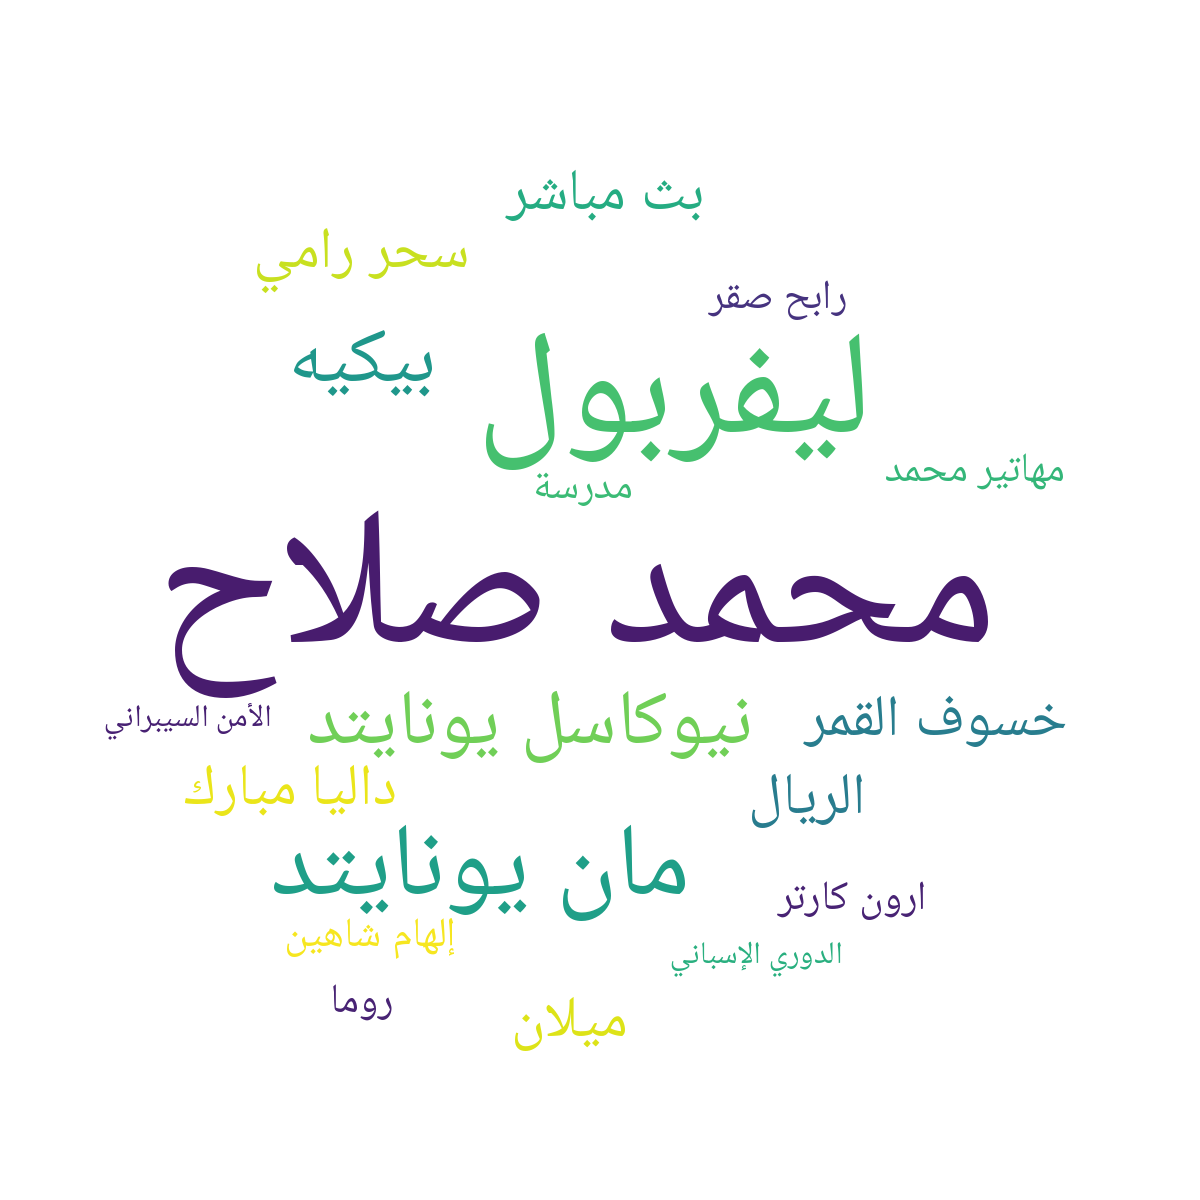 بث مباشر
سحر رامي
رابح صقر
بيكيه
ليفربول
مهاتير محمد
مدرسة
محمد صلاح
خسوف القمر
نيوكاسل يونايتد
الأمن السيبراني
الريال
داليا مبارك
مان يونايتد
ارون كارتر
إلهام شاهين
الدوري الإسباني
روما
ميلان